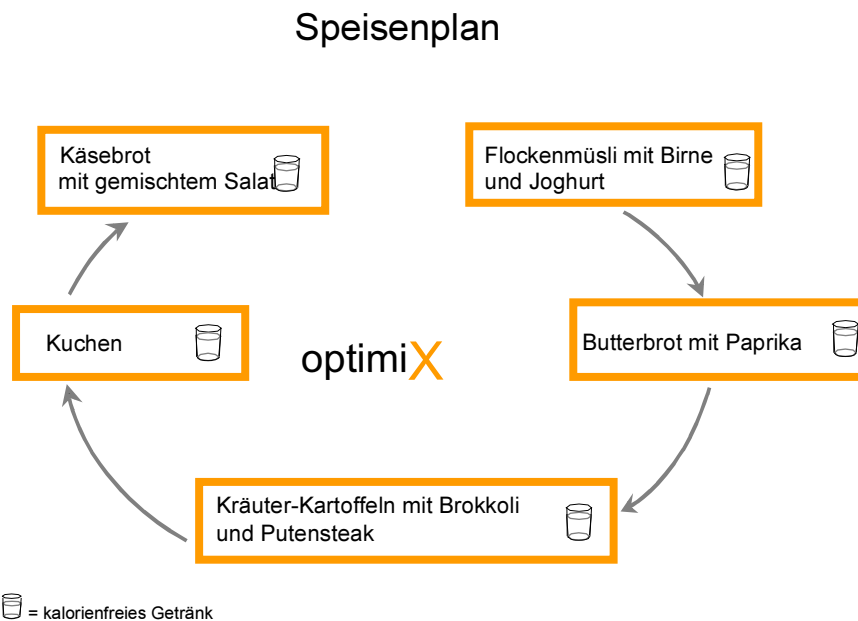 Speisenplan
Käsebrot
mit gemischtem Salat
Flockenmüsli mit Birne
und Joghurt
Kuchen
optimiX
Butterbrot mit Paprika
Kräuter-Kartoffeln mit Brokkoli
und Putensteak
= kalorienfreies Getränk